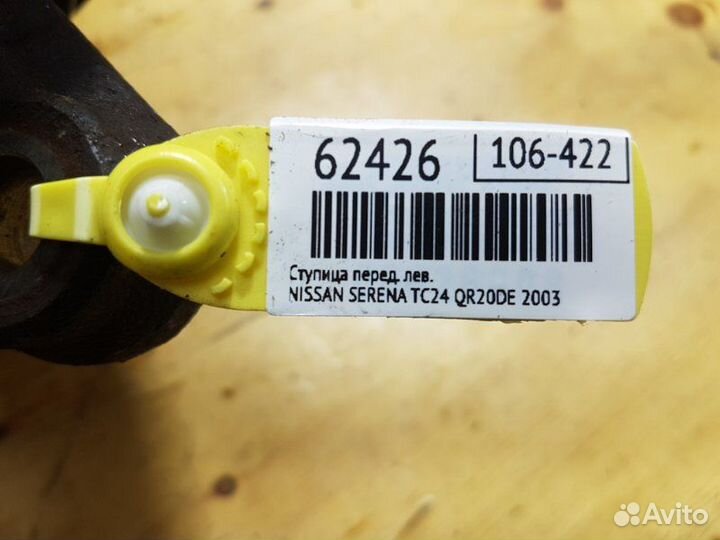 62426
106-422
Ступица перед. лев.
NISSAN SERENA TC24 QR20DE 2003
Avito